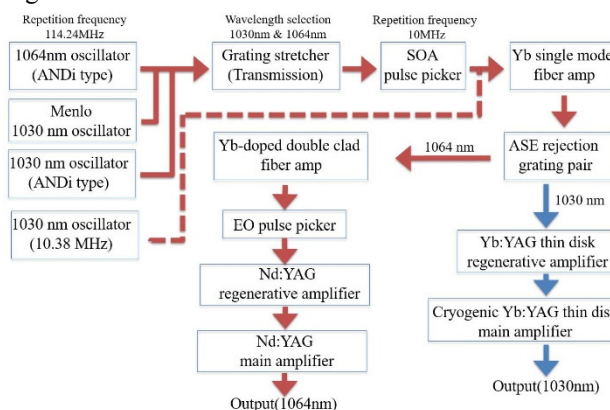 Repetition frequency
114.24MHz
Wavelength selection
1030nm & 1064nm
Repetition frequency
10MHz
1064nm oscillator
(ANDi type)
Grating stretcher
(Transmission)
SOA
pulse picker
Yb single mode
fiber amp
Menlo
1030 nm oscillator
1030 nm oscillator
(ANDi type)
1030 nm oscillator
(10.38 MHz)
Yb-doped double clad
fiber amp
1064 nm
ASE rejection
grating pair
1030 nm
EO pulse picker
Nd:YAG
regenerative amplifier
Nd:YAG
main amplifier
Output(1064nm)
Yb:YAG thin disk
regenerative amplifier
Cryogenic Yb:YAG thin dis
main amplifier
Output(1030nm)